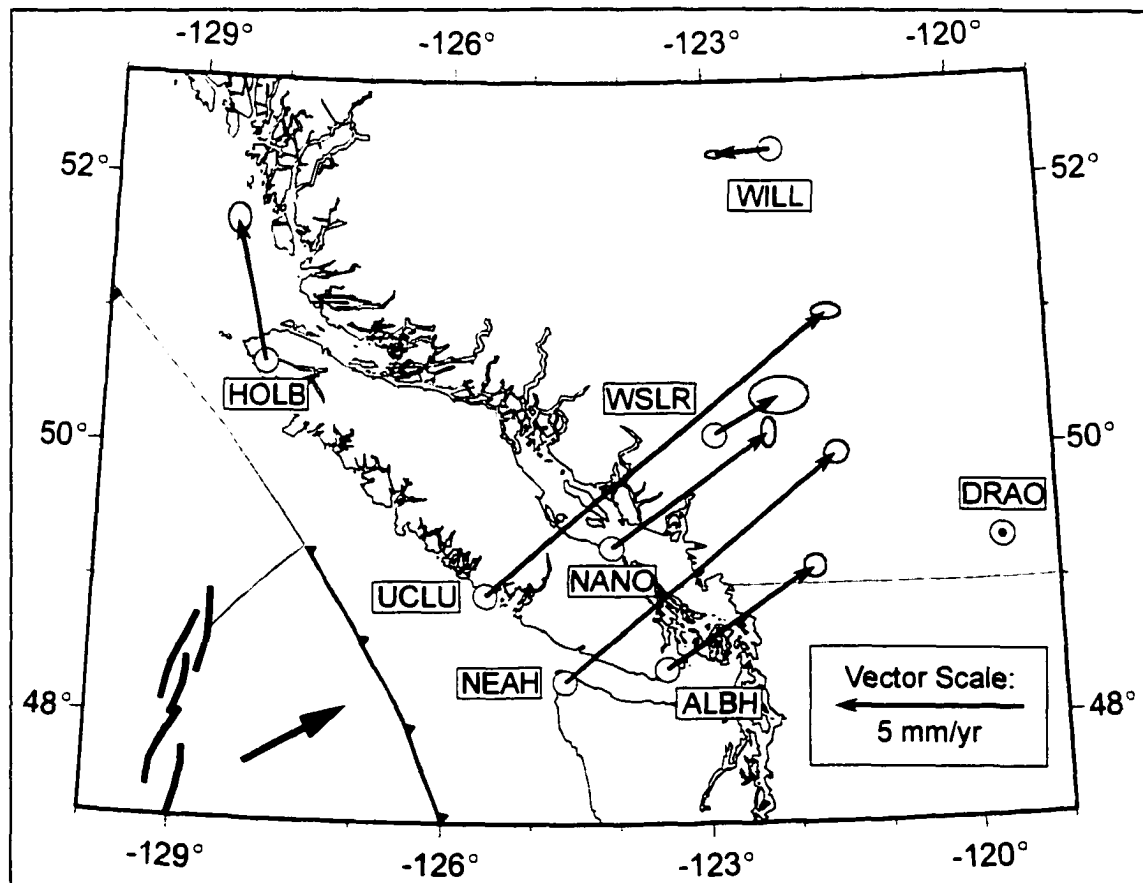 -129° -126° -123° -120°
52° 52°
WILL
HOLB
WSLR
50° 50°
DRAO
NANO
UCLU
NEAH
ALBH
Vector Scale:
5 mm/yr
48° 48°
-129° -126° -123° -120°